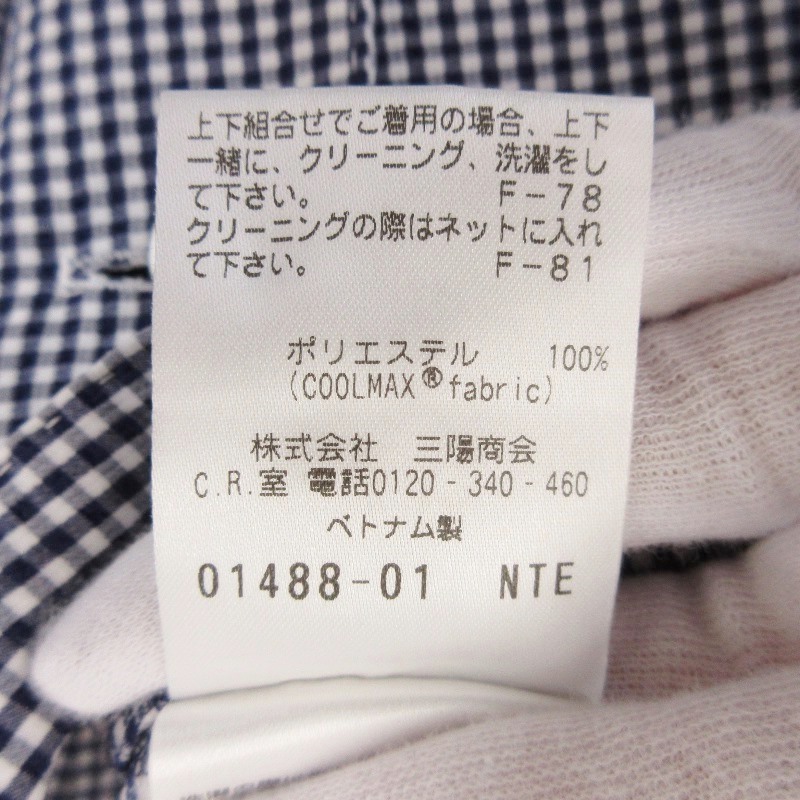 上下組合せでご着用の場合、上下
一緒に、クリーニング、洗濯をし
て下さい。 F-78
クリーニングの際はネットに入れ
て下さい。 F-81
ポリエステル 100%
(COOLMAX®fabric)
株式会社 三陽商会
C.R.室 電話0120-340-460
ベトナム製
01488-01 NTE